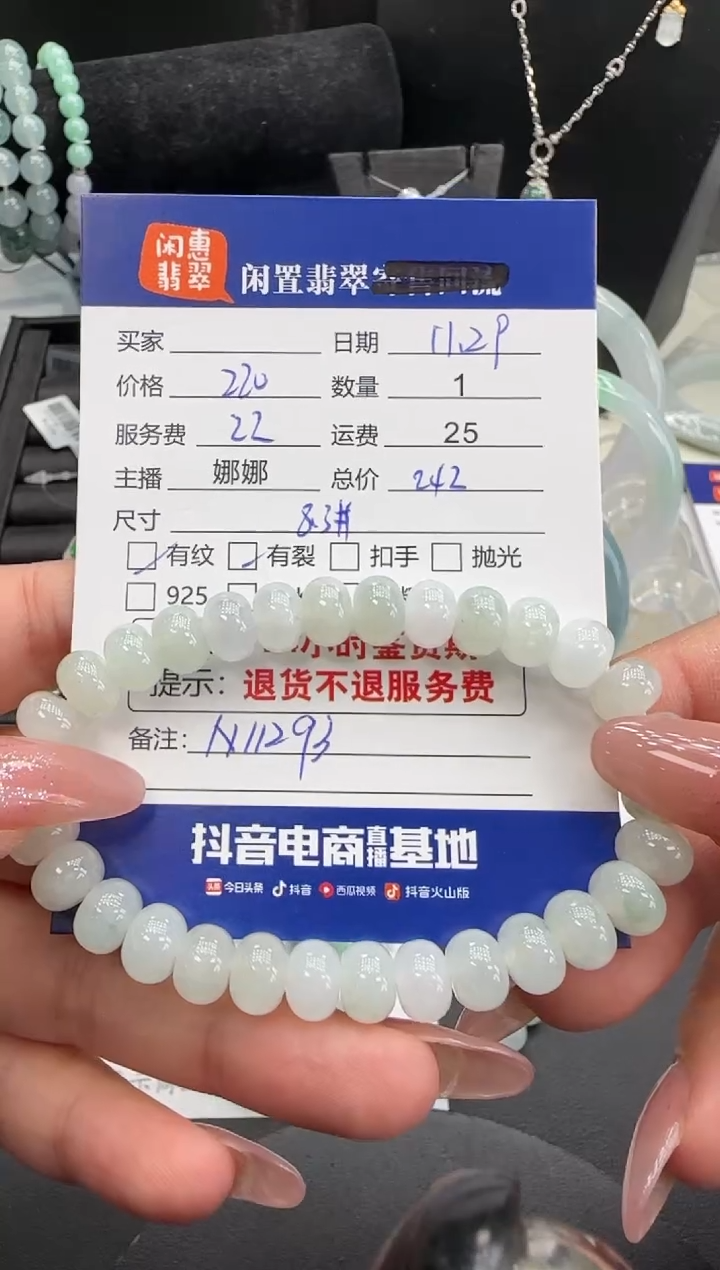 闲惠
翡翠
闲置翡翠
买家 日期 11.29
价格 220 数量 1
服务费 22 运费 25
主播 娜娜 总价 242
尺寸 8.3#
有纹 有裂 扣手 抛光
925
提示：退货不退服务费
备注： N11293
抖音电商直播基地
头条 今日头条 抖音 西瓜视频 抖音火山版